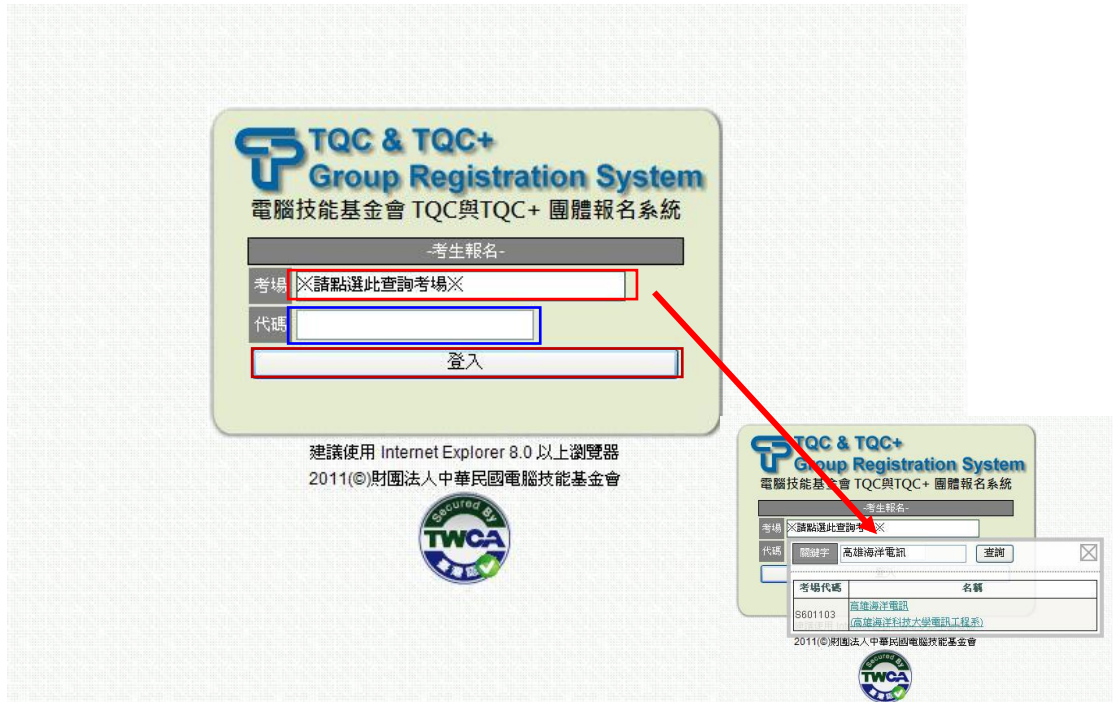 TQC & TQC+
Group Registration System
電腦技能基金會 TQC與TQC+ 團體報名系統
-考生報名-
考場 ※請點選此查詢考場※
代碼
登入
建議使用 Internet Explorer 8.0 以上瀏覽器
2011(©)財團法人中華民國電腦技能基金會
Secured By
TWCA
TQC & TQC+
Group Registration System
電腦技能基金會 TQC與TQC+ 團體報名系統
-考生報名-
考場 ※請點選此查詢考場※
代碼 關鍵字 高雄海洋電訊 查詢
考場代碼 名稱
S601103 高雄海洋電訊
(高雄海洋科技大學電訊工程系)
2011(©)財團法人中華民國電腦技能基金會
Secured By
TWCA